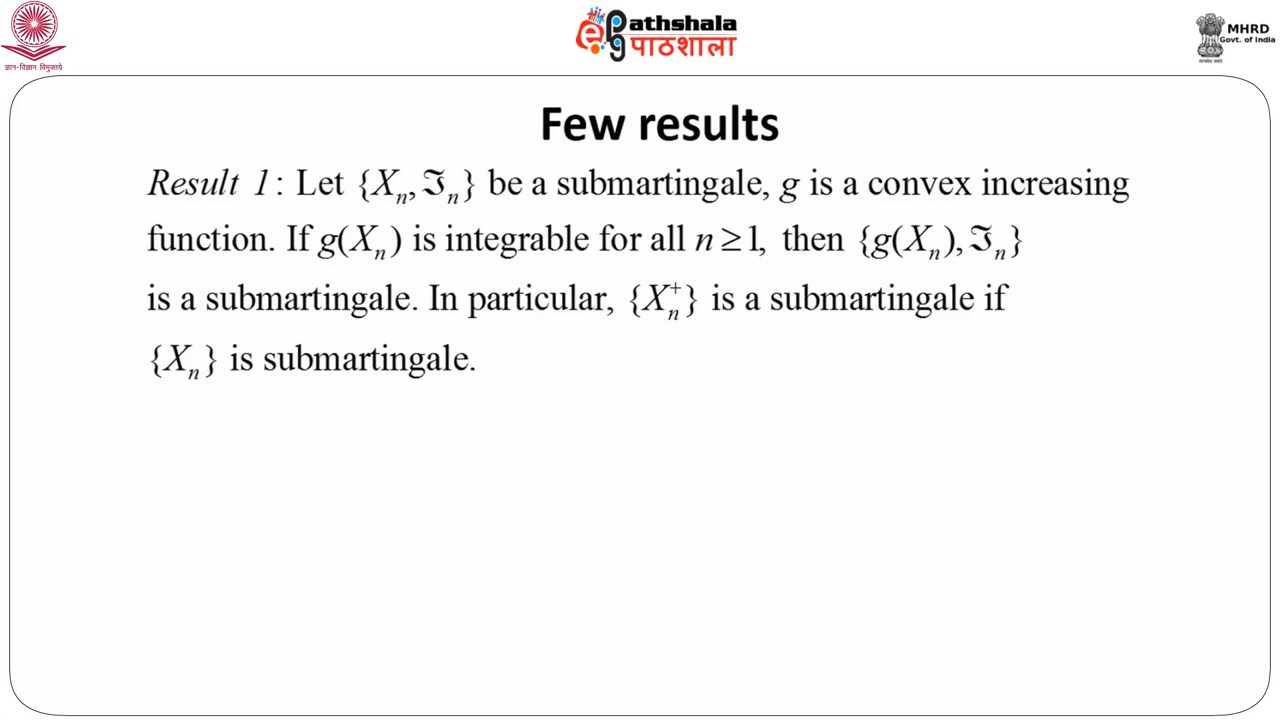 ज्ञान-विज्ञान विमुक्तये
ePathshala
पाठशाला
MHRD
Govt. of India
Few results
Result 1: Let {Xₙ, ℑₙ} be a submartingale, g is a convex increasing
function. If g(Xₙ) is integrable for all n ≥ 1, then {g(Xₙ), ℑₙ}
is a submartingale. In particular, {Xₙ⁺} is a submartingale if
{Xₙ} is submartingale.